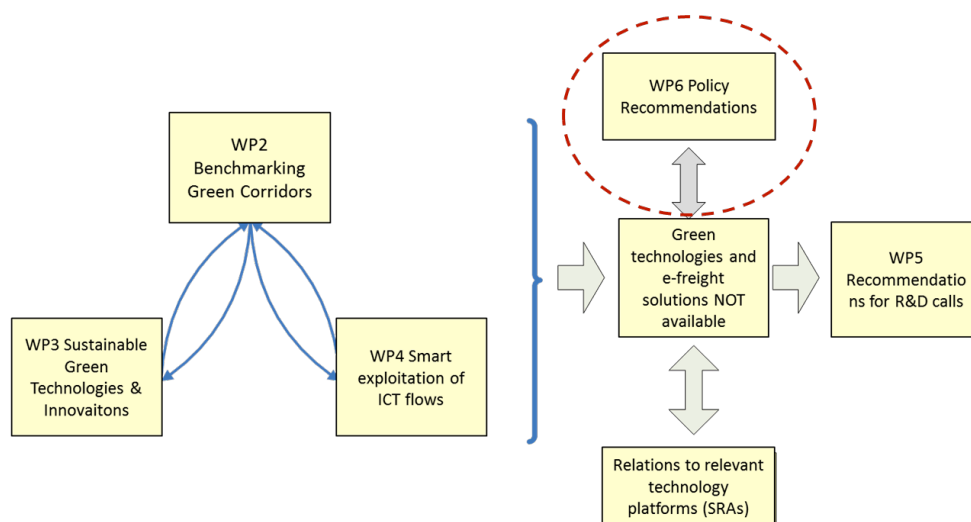 WP6 Policy
Recommendations
WP2
Benchmarking
Green Corridors
Green
technologies and
e-freight
solutions NOT
available
WP5
Recommendatio
ns for R&D calls
WP3 Sustainable
Green
Technologies &
Innovaitons
WP4 Smart
exploitation of
ICT flows
Relations to relevant
technology
platforms (SRAs)